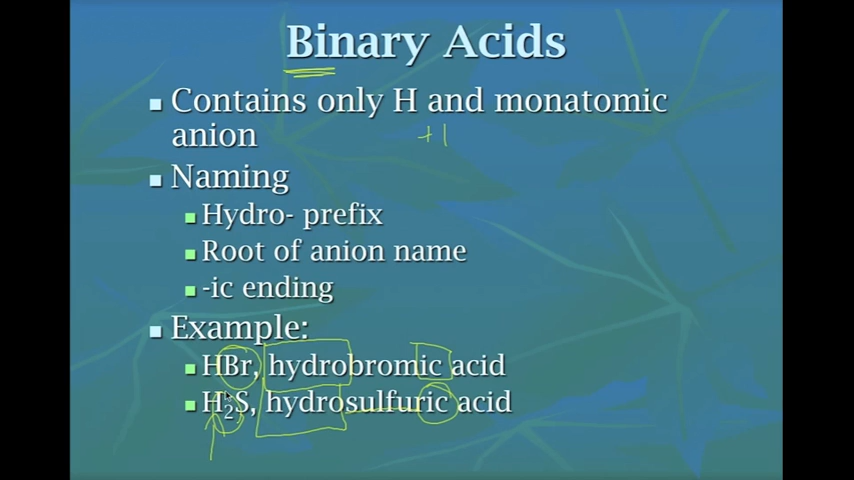 Binary Acids
Contains only H and monatomic
anion
+1
Naming
Hydro- prefix
Root of anion name
-ic ending
Example:
HBr, hydrobromic acid
H₂S, hydrosulfuric acid